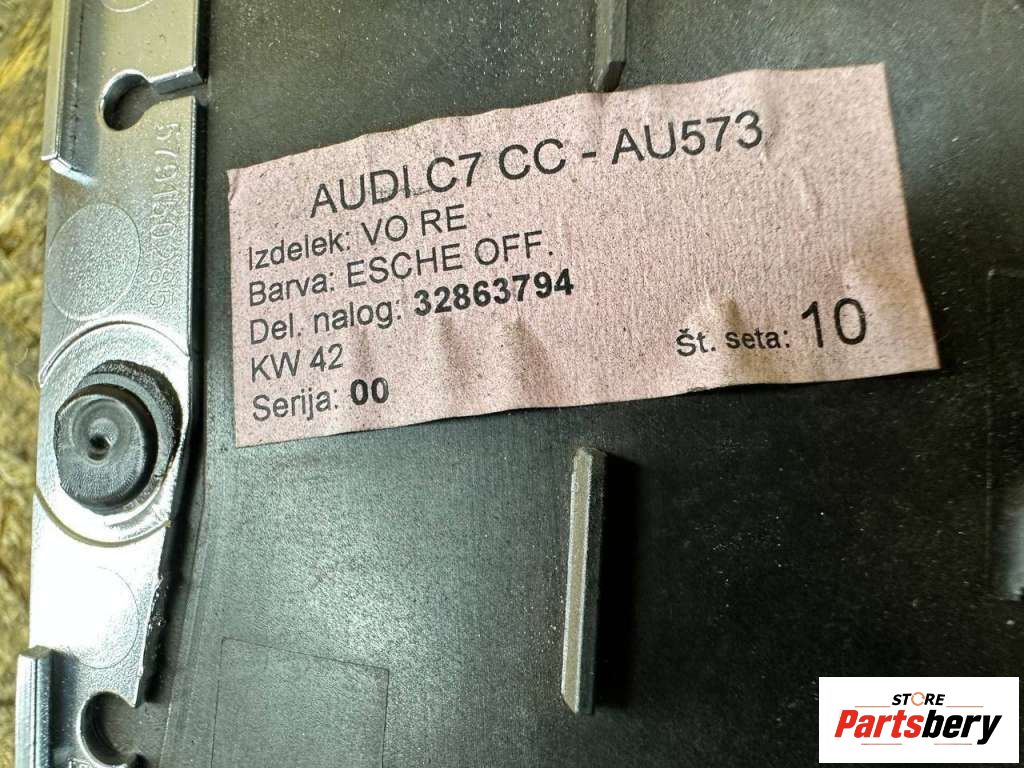 AUDI C7 CC - AU573
Izdelek: VO RE
Barva: ESCHE OFF.
Del. nalog: 32863794
KW 42
Serija: 00
Št. seta: 10
STORE
Partsbery